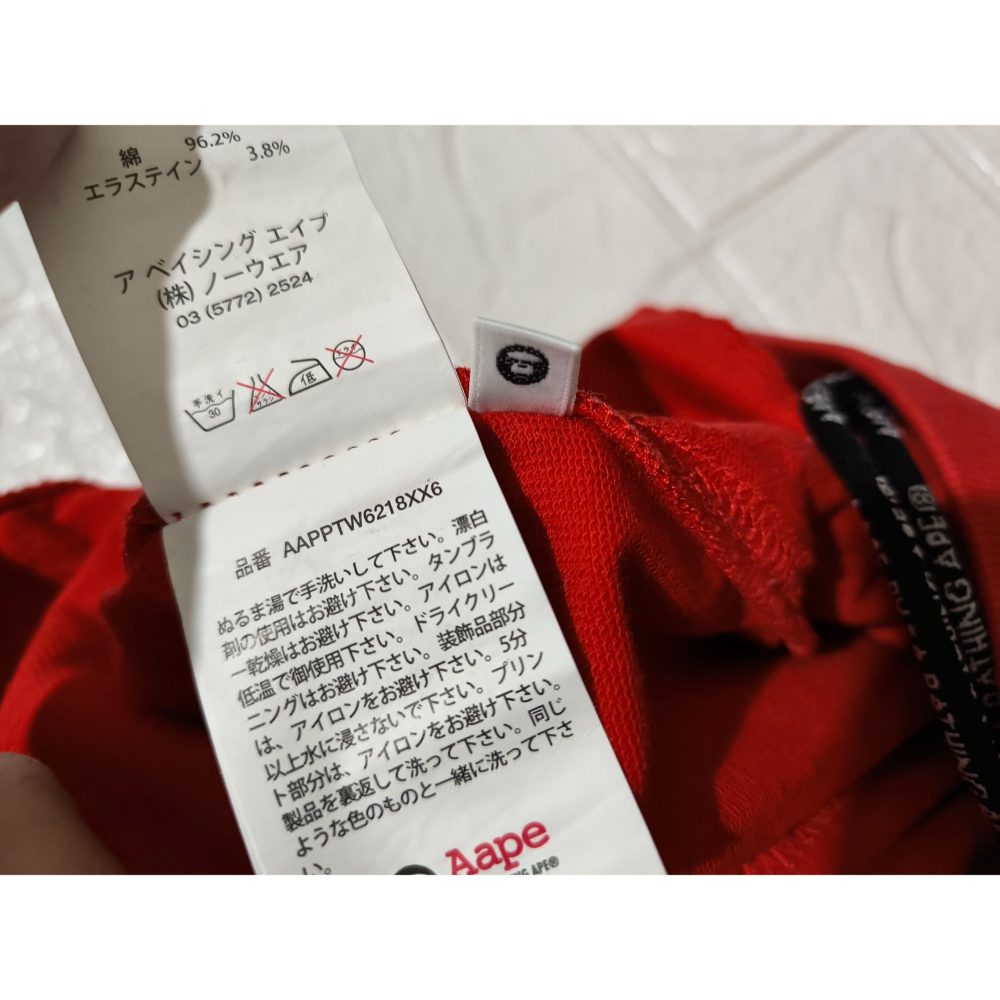 綿 96.2%
エラステイン 3.8%
ア ベイシング エイプ
(株) ノーウエア
03 (5772) 2524
手洗イ
30
低
品番 AAPPTW6218XX6
ぬるま湯で手洗いして下さい。漂白
剤の使用はお避け下さい。タンブラ
ー乾燥はお避け下さい。アイロンは
低温で御使用下さい。ドライクリー
ニングはお避け下さい。装飾品部分
は、アイロンをお避け下さい。5分
以上水に浸さないで下さい。プリン
ト部分は、アイロンをお避け下さい。
製品を裏返して洗って下さい。同じ
ような色のものと一緒に洗って下さ
い。
Aape
ING APE®
BATHING APE